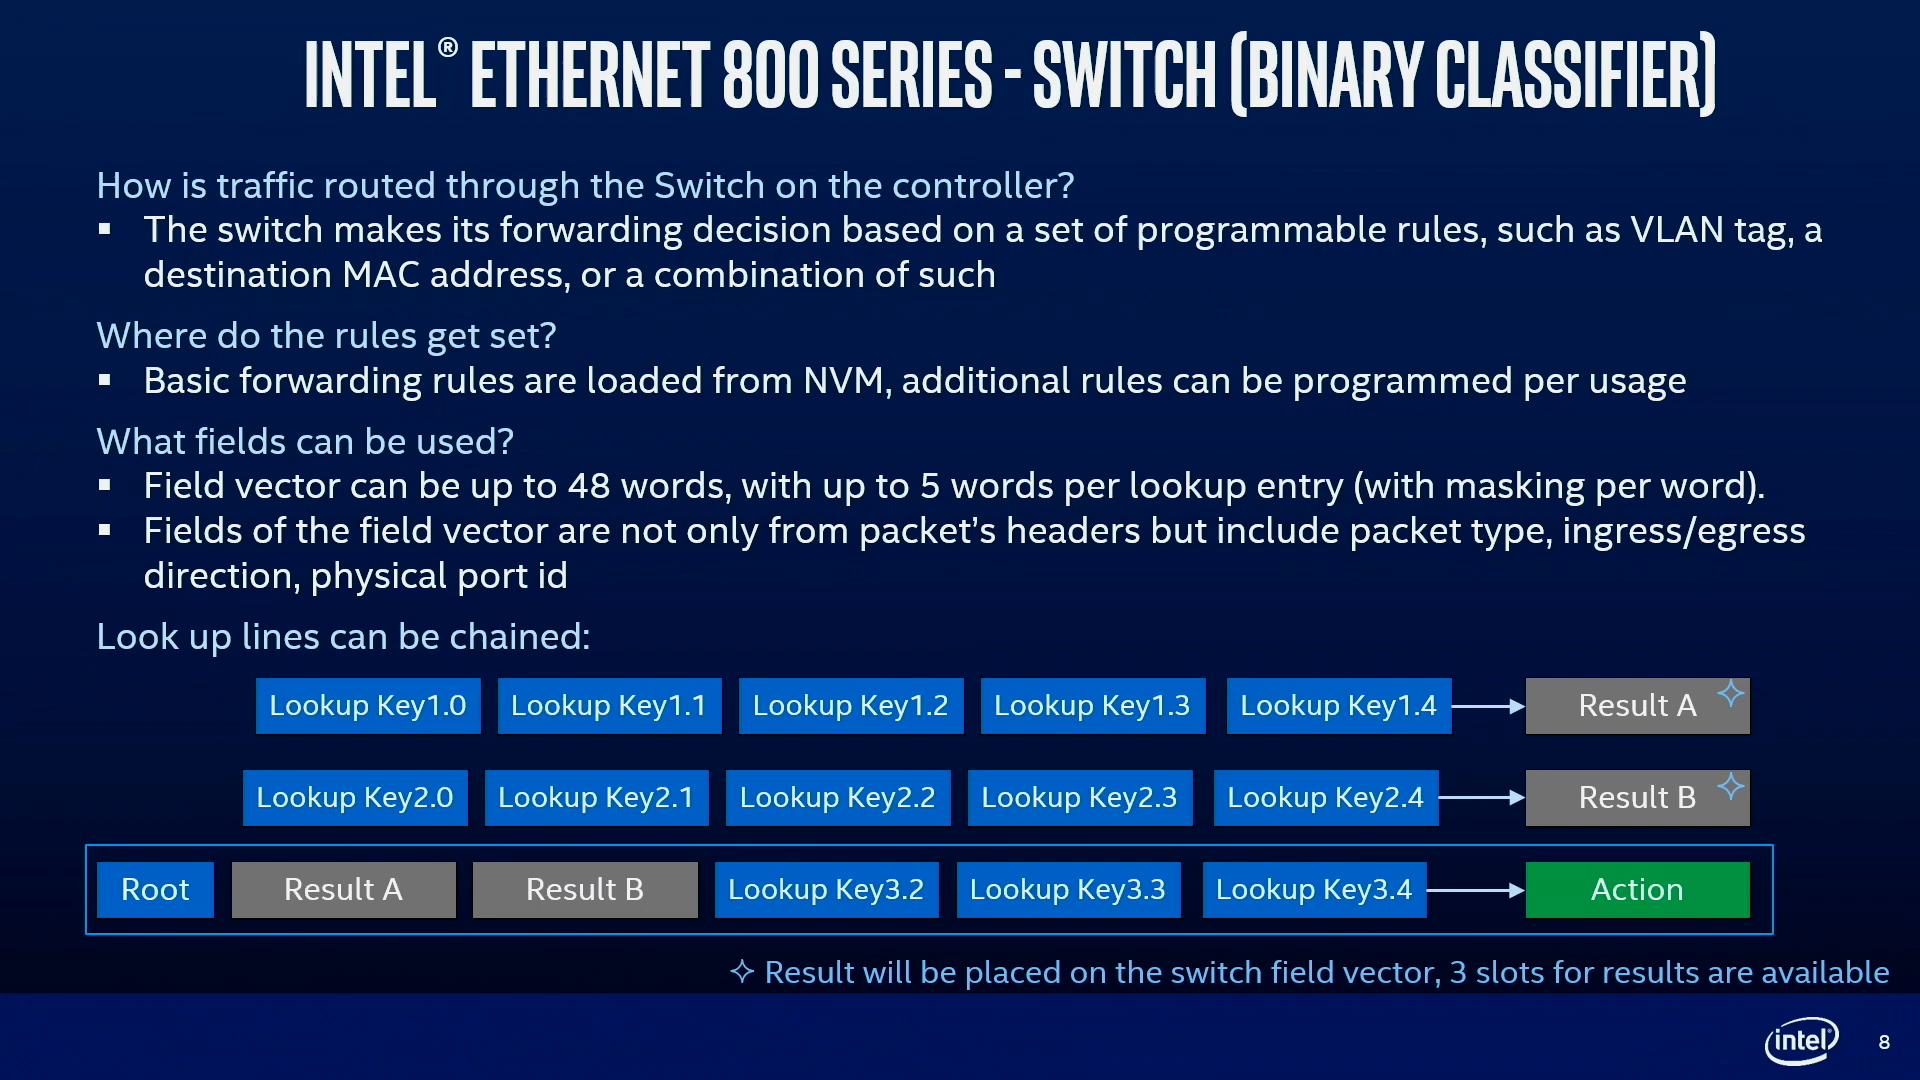 INTEL® ETHERNET 800 SERIES - SWITCH (BINARY CLASSIFIER)
How is traffic routed through the Switch on the controller?
▪ The switch makes its forwarding decision based on a set of programmable rules, such as VLAN tag, a
destination MAC address, or a combination of such
Where do the rules get set?
▪ Basic forwarding rules are loaded from NVM, additional rules can be programmed per usage
What fields can be used?
▪ Field vector can be up to 48 words, with up to 5 words per lookup entry (with masking per word).
▪ Fields of the field vector are not only from packet's headers but include packet type, ingress/egress
direction, physical port id
Look up lines can be chained:
Lookup Key1.0 Lookup Key1.1 Lookup Key1.2 Lookup Key1.3 Lookup Key1.4 Result A ✧
Lookup Key2.0 Lookup Key2.1 Lookup Key2.2 Lookup Key2.3 Lookup Key2.4 Result B ✧
Root Result A Result B Lookup Key3.2 Lookup Key3.3 Lookup Key3.4 Action
✧ Result will be placed on the switch field vector, 3 slots for results are available
intel® 8